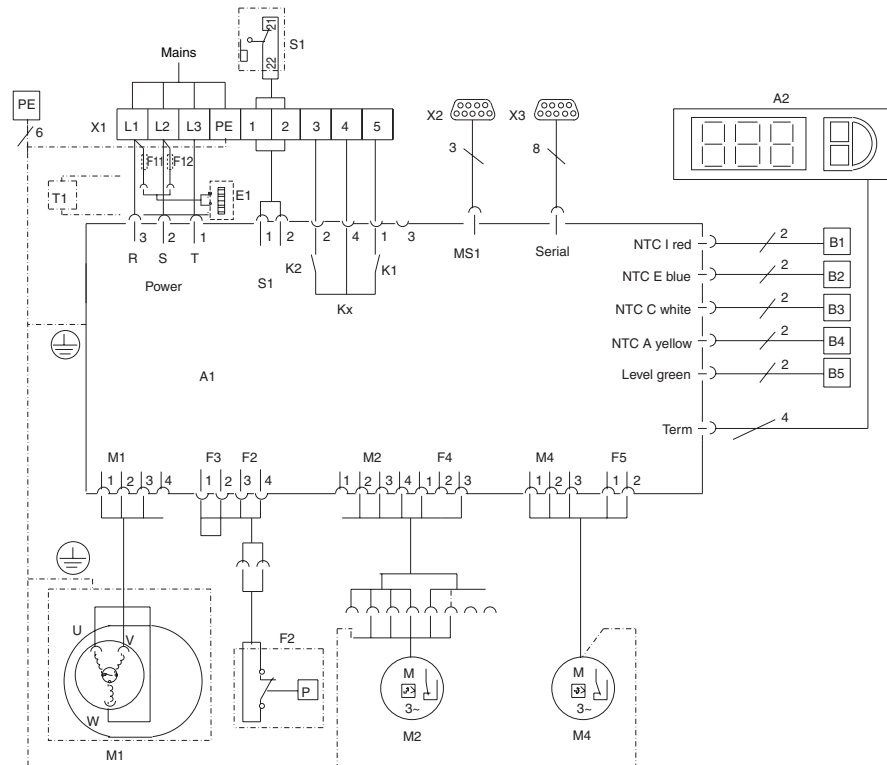 21
S1
22
Mains
PE
A2
X2
X3
X1 L1 L2 L3 PE 1 2 3 4 5
6
3
8
F11 F12
T1
E1
3 2 1
1 2
2 4 1 3
R S T
S1
K2 K1
MS1
Serial
Power
Kx
NTC I red 2 B1
NTC E blue 2 B2
NTC C white 2 B3
NTC A yellow 2 B4
Level green 2 B5
A1
Term 4
M1 F3 F2 M2 F4 M4 F5
1 2 3 4
1 2 3 4
1 2 3 4 1 2 3
1 2 3 1 2
F2
U
V
W
P
M
3~
M
3~
M1
M2
M4